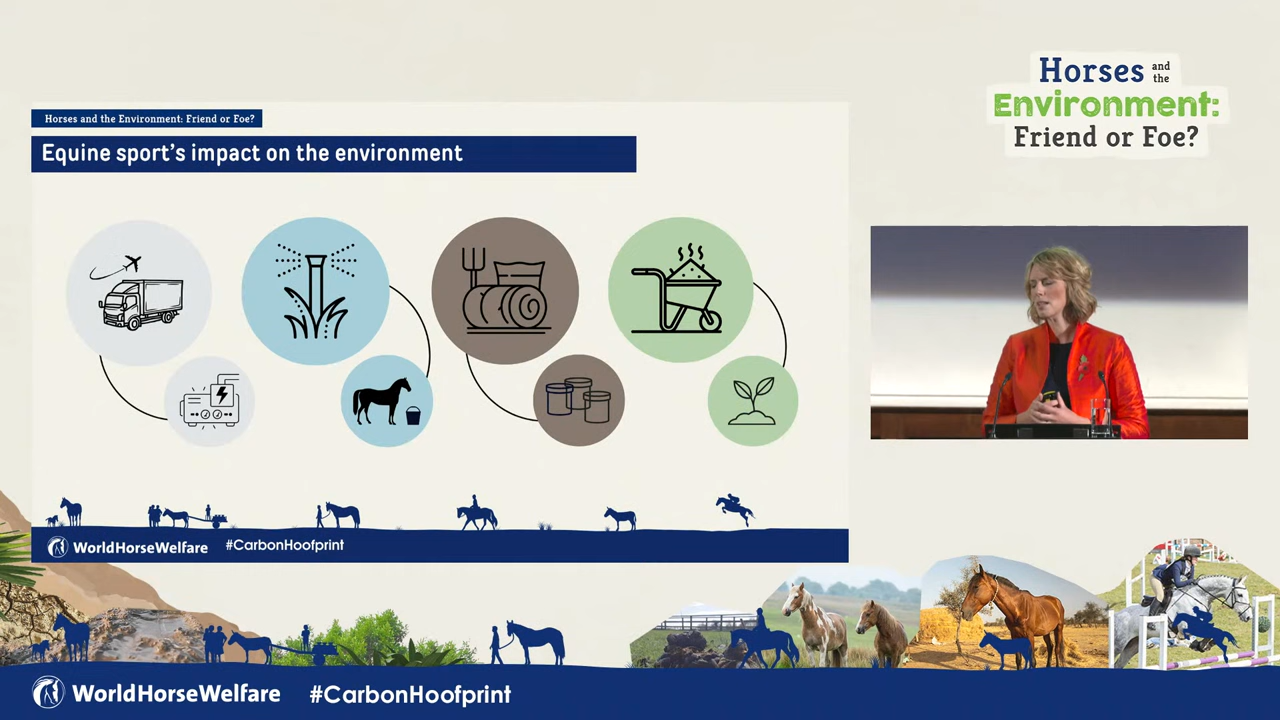 Horses and the
Environment:
Friend or Foe?
Horses and the Environment: Friend or Foe?
Equine sport's impact on the environment
WorldHorseWelfare #CarbonHoofprint
WorldHorseWelfare #CarbonHoofprint